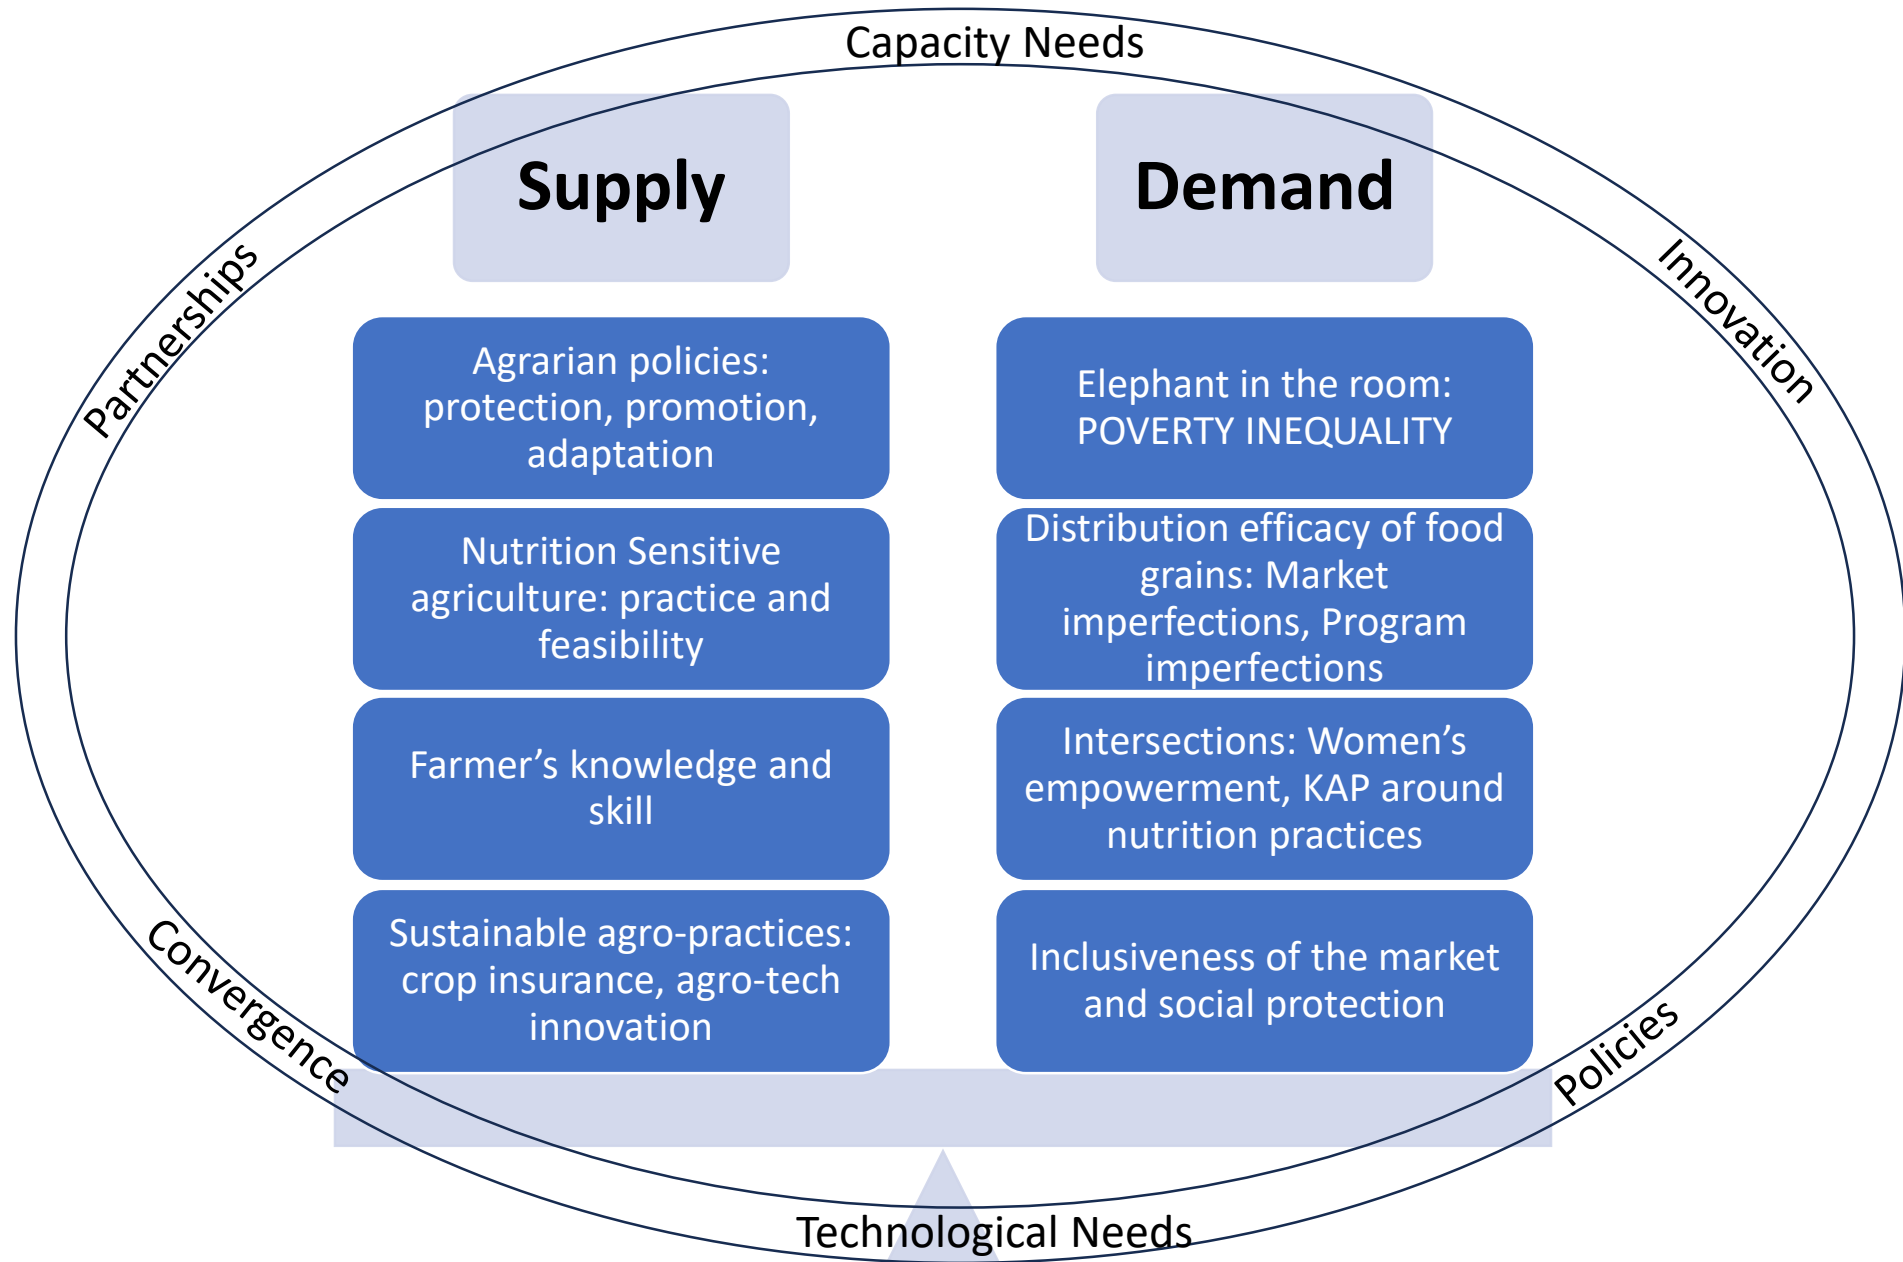 Capacity Needs
Supply
Demand
Partnerships
Innovation
Agrarian policies:
protection, promotion,
adaptation
Elephant in the room:
POVERTY INEQUALITY
Nutrition Sensitive
agriculture: practice and
feasibility
Distribution efficacy of food
grains: Market
imperfections, Program
imperfections
Farmer’s knowledge and
skill
Intersections: Women’s
empowerment, KAP around
nutrition practices
Sustainable agro-practices:
crop insurance, agro-tech
innovation
Inclusiveness of the market
and social protection
Convergence
Policies
Technological Needs